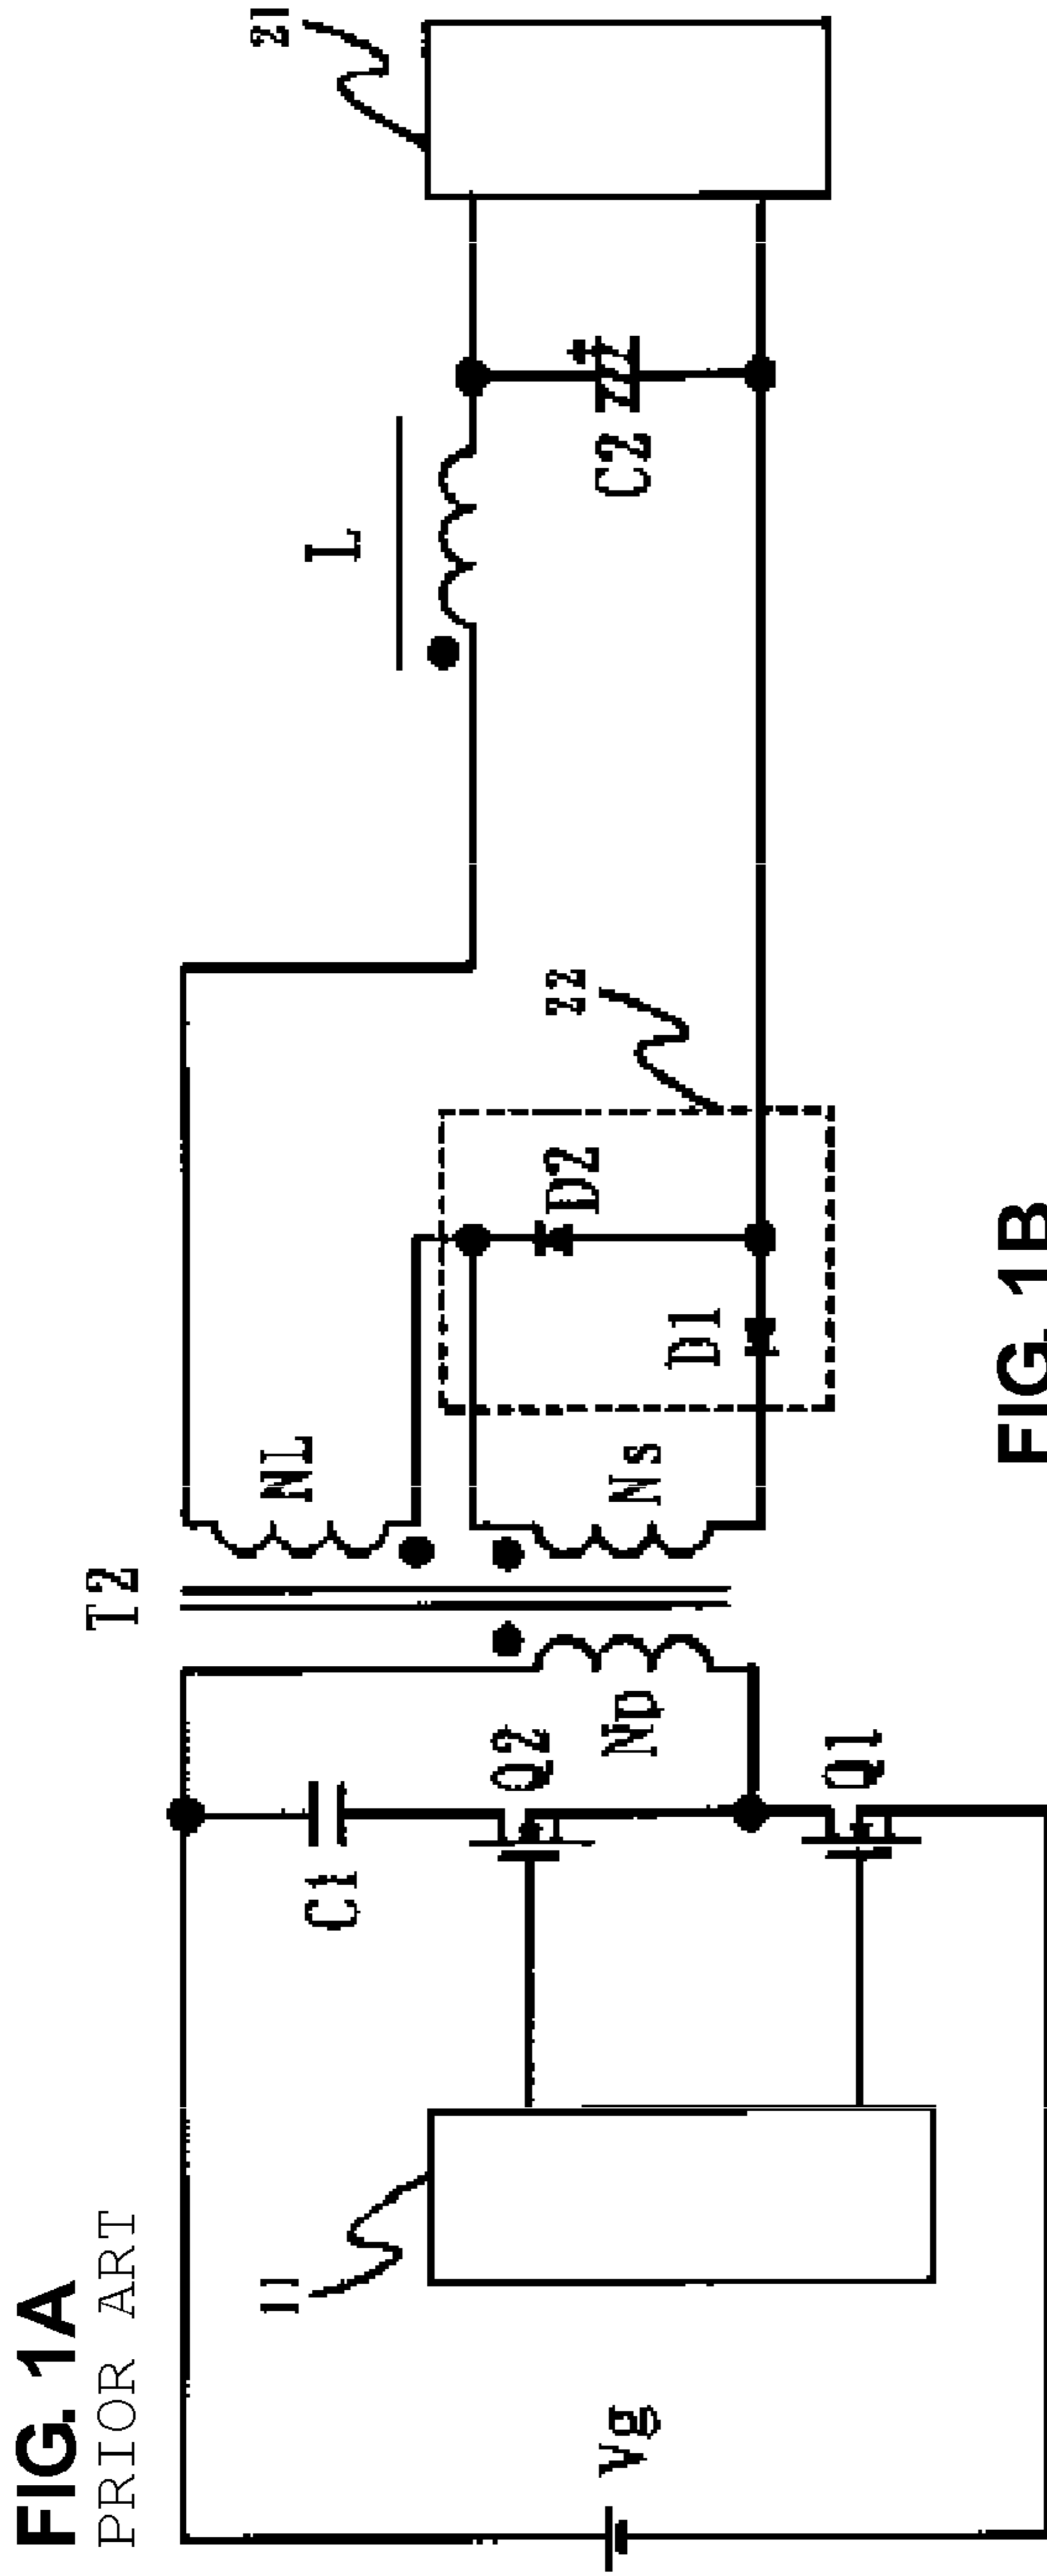 FIG. 1A
PRIOR ART
T2
NL
L
21
C1
Q2
Np
Ns
D1
D2
22
C2
11
Vg
Q1
FIG. 1B